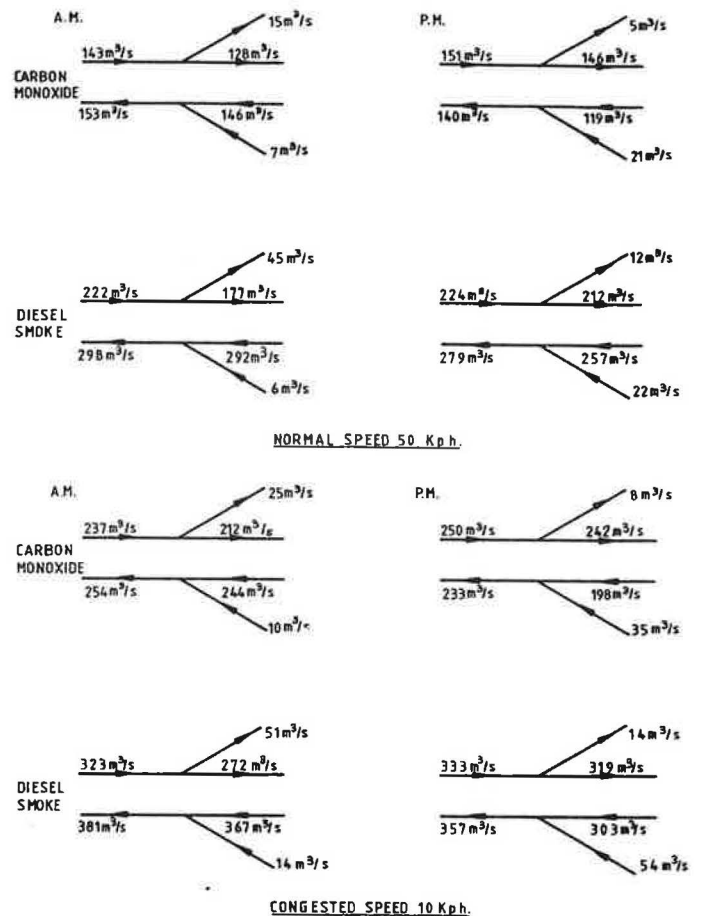 A.M.
15m³/s
143m³/s
128m³/s
CARBON
MONOXIDE
153m³/s
146m³/s
7m³/s
P.M.
5m³/s
151m³/s
146m³/s
140m³/s
119m³/s
21m³/s
45m³/s
222m³/s
177m³/s
DIESEL
SMOKE
298m³/s
292m³/s
6m³/s
12m³/s
224m³/s
212m³/s
279m³/s
257m³/s
22m³/s
NORMAL SPEED 50 Kph.
A.M.
25m³/s
237m³/s
212m³/s
CARBON
MONOXIDE
254m³/s
244m³/s
10m³/s
P.M.
8m³/s
250m³/s
242m³/s
233m³/s
198m³/s
35m³/s
51m³/s
323m³/s
272m³/s
DIESEL
SMOKE
381m³/s
367m³/s
14m³/s
14m³/s
333m³/s
319m³/s
357m³/s
303m³/s
54m³/s
CONGESTED SPEED 10 Kph.